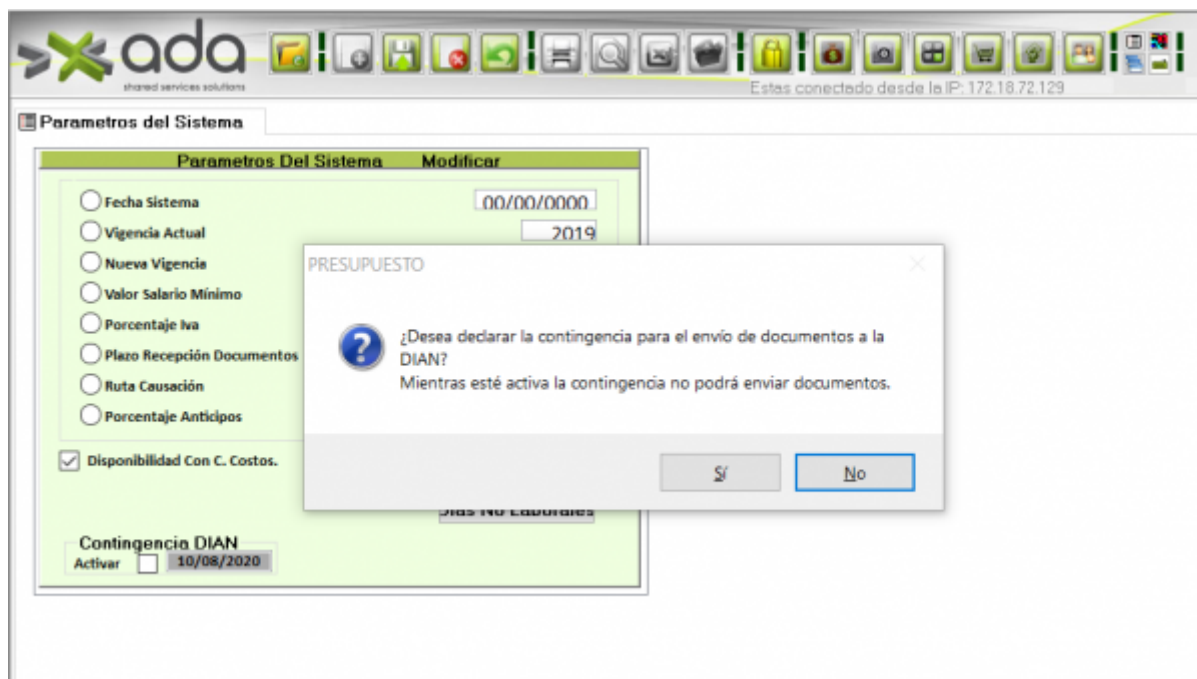 ada
shared services solutions
Estas conectado desde la IP: 172.18.72.129
Parametros del Sistema
Parametros Del Sistema Modificar
Fecha Sistema 00/00/0000
Vigencia Actual 2019
Nueva Vigencia
Valor Salario Mínimo
Porcentaje Iva
Plazo Recepción Documentos
Ruta Causación
Porcentaje Anticipos
Disponibilidad Con C. Costos.
PRESUPUESTO
¿Desea declarar la contingencia para el envío de documentos a la
DIAN?
Mientras esté activa la contingencia no podrá enviar documentos.
Sí No
Días No Laborales
Contingencia DIAN
Activar 10/08/2020